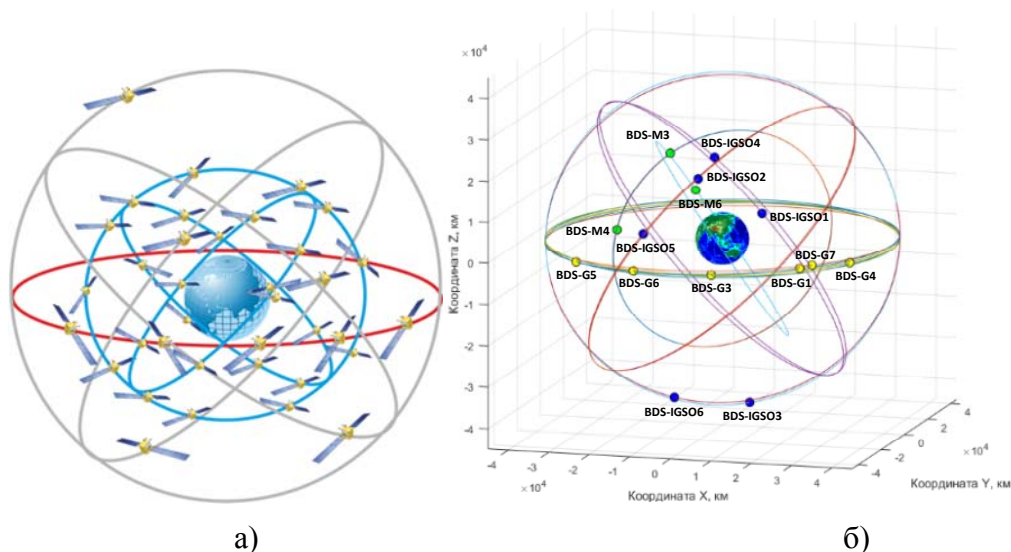 ×10⁴
4
3
2
1
0
-1
-2
-3
-4
Координата Z, км
BDS-M3
BDS-IGSO4
BDS-IGSO2
BDS-M6
BDS-IGSO1
BDS-M4
BDS-IGSO5
BDS-G7
BDS-G5
BDS-G6
BDS-G3
BDS-G1
BDS-G4
BDS-IGSO6
BDS-IGSO3
-4
-3
-2
-1
0
1
2
3
4
×10⁴
Координата X, км
4
2
0
-2
-4
×10⁴
Координата Y, км
а)
б)